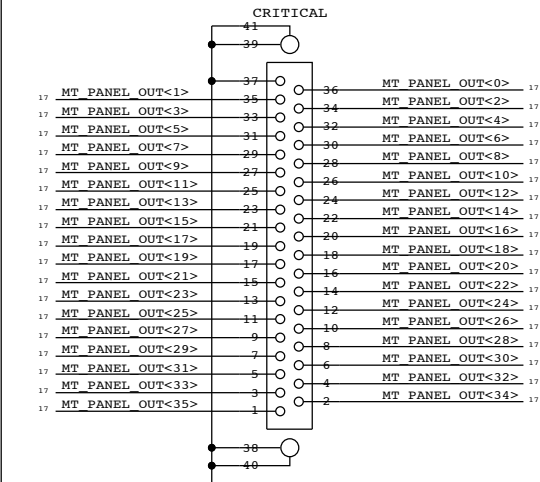 CRITICAL
41
39
37
36 MT_PANEL_OUT<0> 17
17 MT_PANEL_OUT<1> 35
34 MT_PANEL_OUT<2> 17
17 MT_PANEL_OUT<3> 33
32 MT_PANEL_OUT<4> 17
17 MT_PANEL_OUT<5> 31
30 MT_PANEL_OUT<6> 17
17 MT_PANEL_OUT<7> 29
28 MT_PANEL_OUT<8> 17
17 MT_PANEL_OUT<9> 27
26 MT_PANEL_OUT<10> 17
17 MT_PANEL_OUT<11> 25
24 MT_PANEL_OUT<12> 17
17 MT_PANEL_OUT<13> 23
22 MT_PANEL_OUT<14> 17
17 MT_PANEL_OUT<15> 21
20 MT_PANEL_OUT<16> 17
17 MT_PANEL_OUT<17> 19
18 MT_PANEL_OUT<18> 17
17 MT_PANEL_OUT<19> 17
16 MT_PANEL_OUT<20> 17
17 MT_PANEL_OUT<21> 15
14 MT_PANEL_OUT<22> 17
17 MT_PANEL_OUT<23> 13
12 MT_PANEL_OUT<24> 17
17 MT_PANEL_OUT<25> 11
10 MT_PANEL_OUT<26> 17
17 MT_PANEL_OUT<27> 9
8 MT_PANEL_OUT<28> 17
17 MT_PANEL_OUT<29> 7
6 MT_PANEL_OUT<30> 17
17 MT_PANEL_OUT<31> 5
4 MT_PANEL_OUT<32> 17
17 MT_PANEL_OUT<33> 3
2 MT_PANEL_OUT<34> 17
17 MT_PANEL_OUT<35> 1
38
40